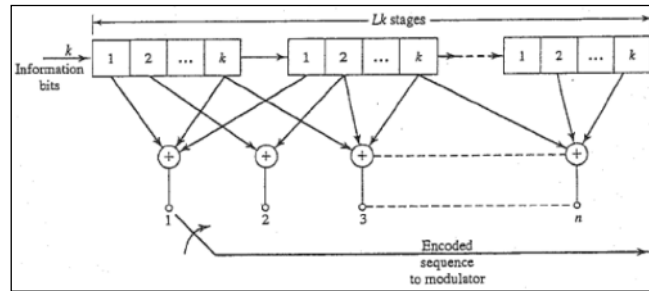 Lk stages
k
Information
bits
1 2 ... k 1 2 ... k 1 2 ... k
+ + + +
1 2 3 n
Encoded
sequence
to modulator